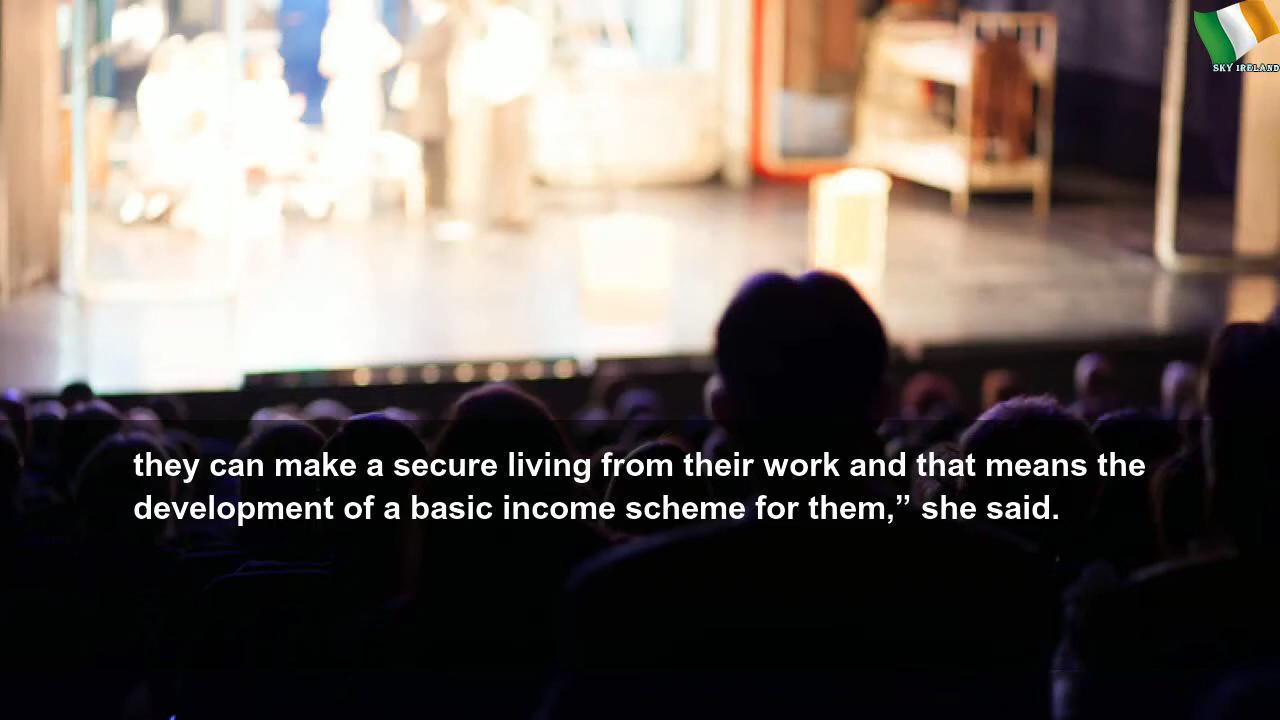 SKY IRELAND
they can make a secure living from their work and that means the
development of a basic income scheme for them,” she said.